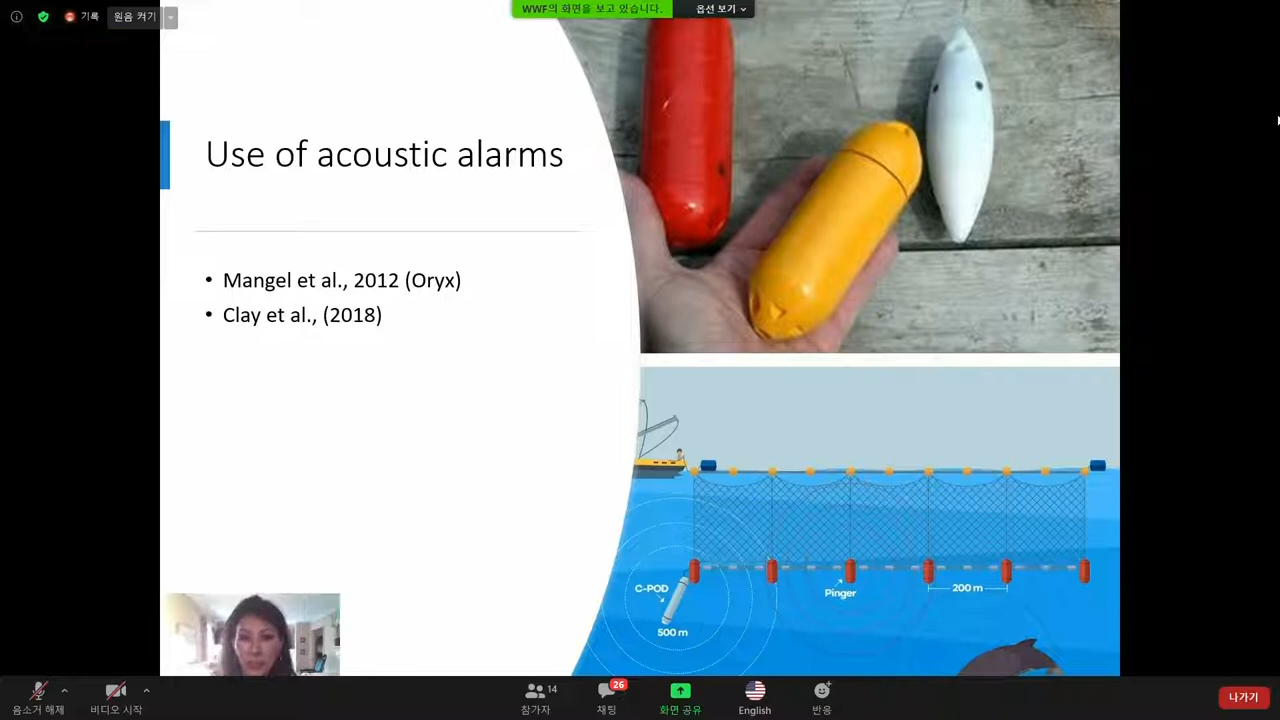 기록
원음 켜기
WWF의 화면을 보고 있습니다.
옵션 보기
Use of acoustic alarms
• Mangel et al., 2012 (Oryx)
• Clay et al., (2018)
C-POD
500 m
Pinger
200 m
음소거 해제
비디오 시작
14
참가자
26
채팅
화면 공유
English
반응
나가기